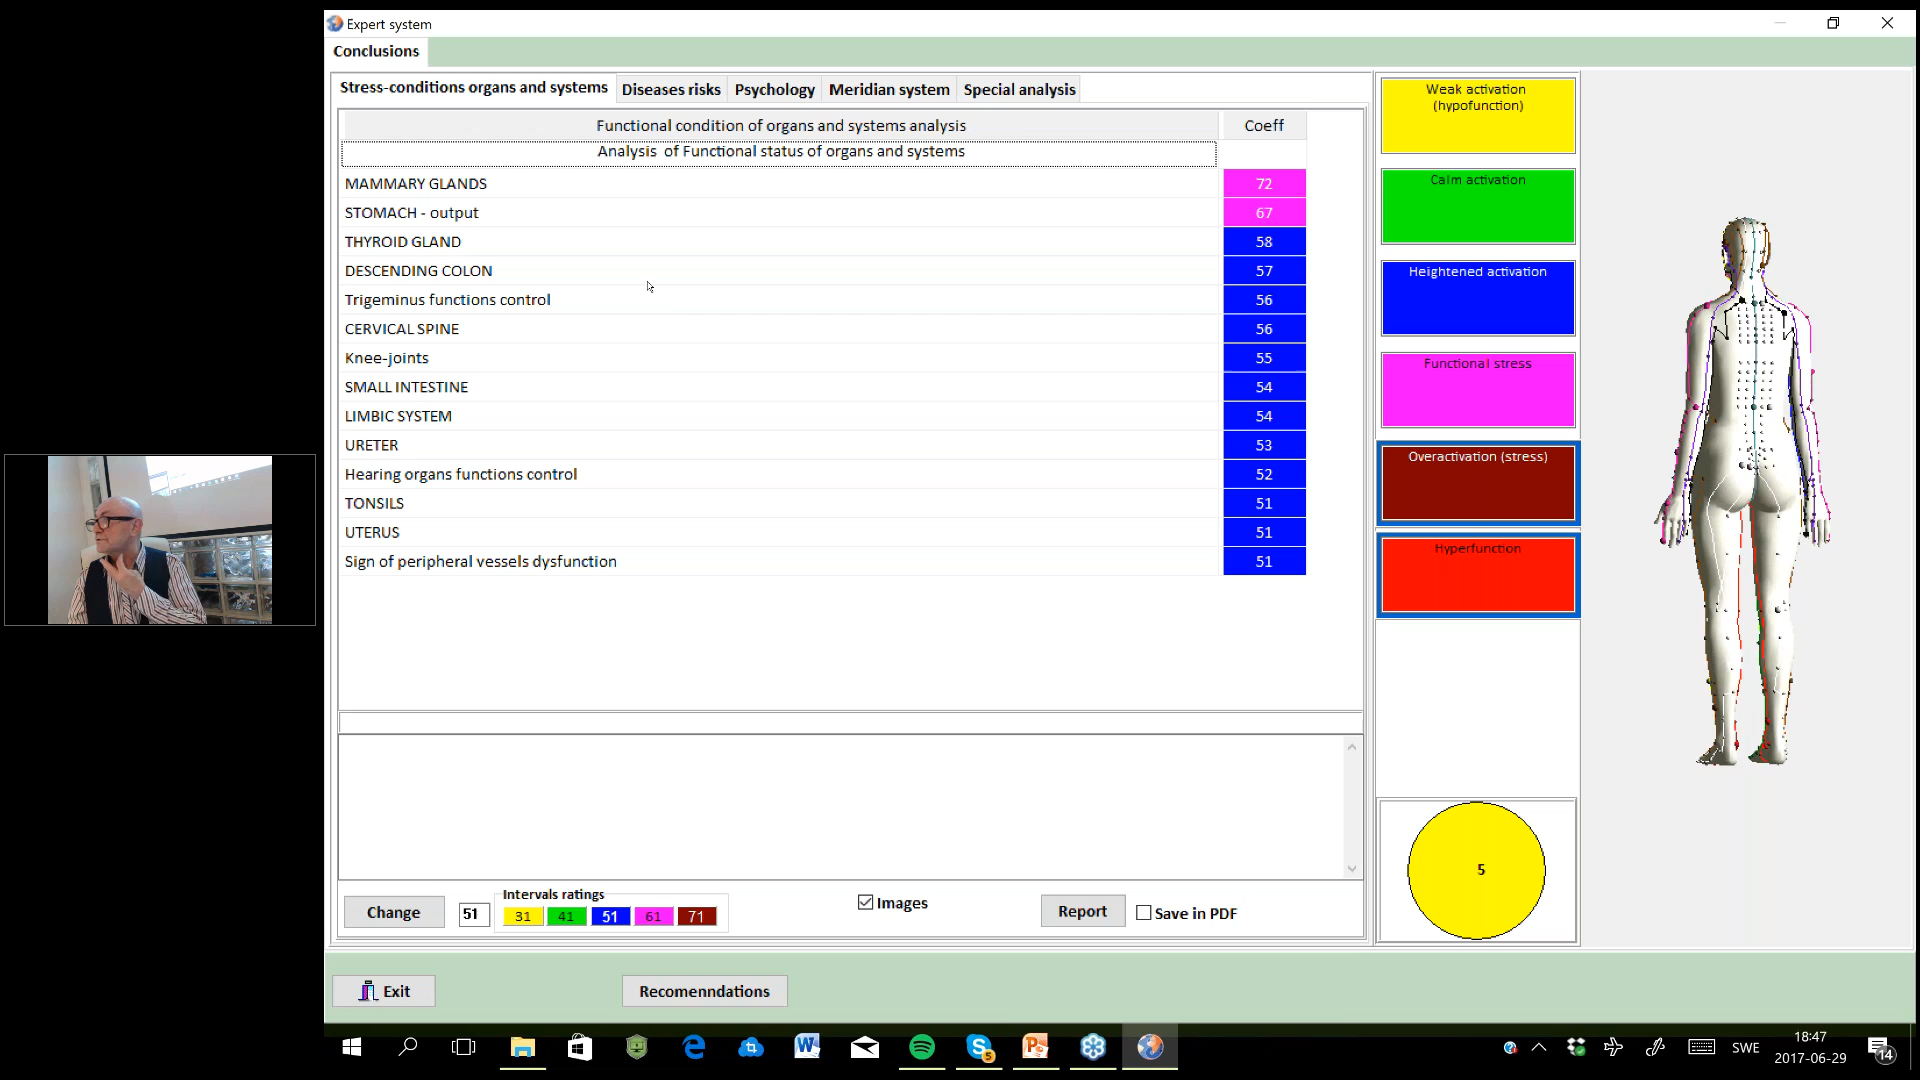 Expert system
Conclusions
Stress-conditions organs and systems Diseases risks Psychology Meridian system Special analysis
Functional condition of organs and systems analysis Coeff
Analysis of Functional status of organs and systems
MAMMARY GLANDS 72
STOMACH - output 67
THYROID GLAND 58
DESCENDING COLON 57
Trigeminus functions control 56
CERVICAL SPINE 56
Knee-joints 55
SMALL INTESTINE 54
LIMBIC SYSTEM 54
URETER 53
Hearing organs functions control 52
TONSILS 51
UTERUS 51
Sign of peripheral vessels dysfunction 51
Weak activation
(hypofunction)
Calm activation
Heightened activation
Functional stress
Overactivation (stress)
Hyperfunction
5
Change 51
Intervals ratings
31 41 51 61 71
Images
Report
Save in PDF
Exit
Recomenndations
5
SWE
18:47
2017-06-29
14